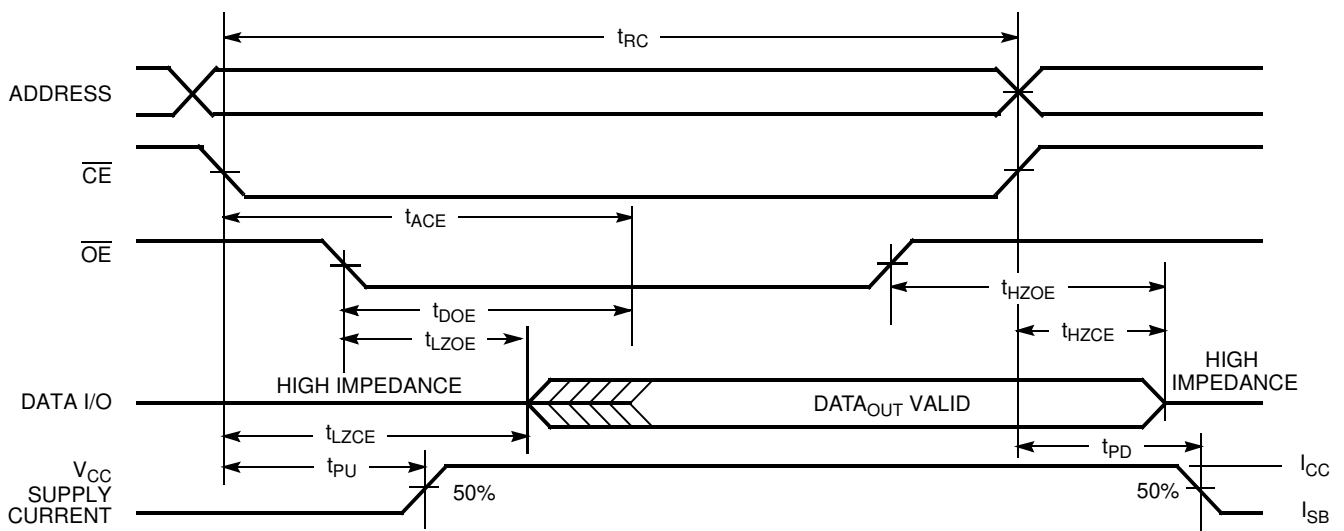 tRC
ADDRESS
CE
tACE
OE
tHZOE
tDOE
tLZOE
tHZCE
HIGH IMPEDANCE
HIGH
IMPEDANCE
DATA I/O
DATAOUT VALID
tLZCE
tPD
VCC
SUPPLY
CURRENT
tPU
50%
50%
ICC
ISB